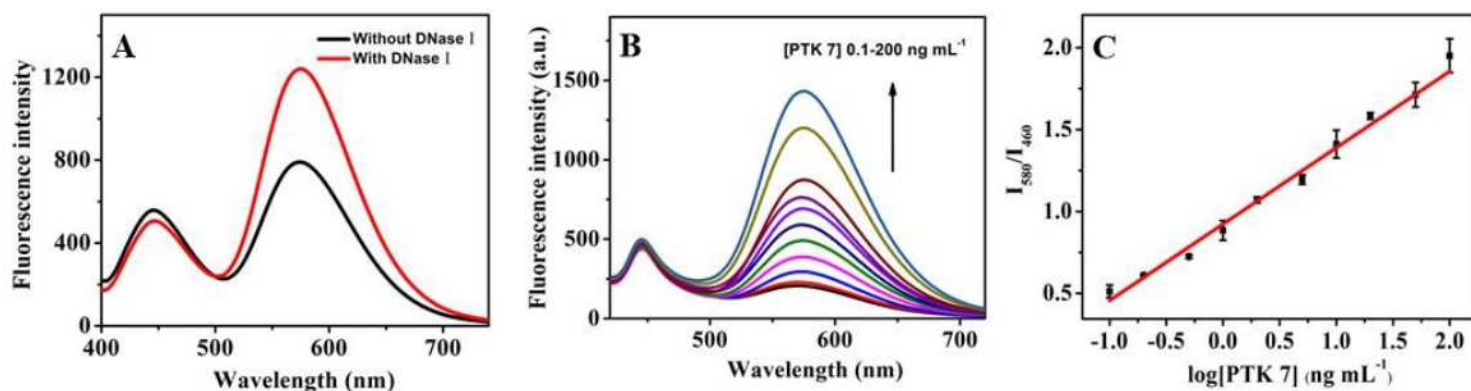 A
Without DNase I
With DNase I
Fluorescence intensity
1200
800
400
0
400
500
600
700
Wavelength (nm)
B
[PTK 7] 0.1-200 ng mL⁻¹
Fluorescence intensity (a.u.)
1500
1000
500
0
500
600
700
Wavelength (nm)
C
I₅₈₀/I₄₆₀
2.0
1.5
1.0
0.5
-1.0
-0.5
0.0
0.5
1.0
1.5
2.0
log[PTK 7] (ng mL⁻¹)